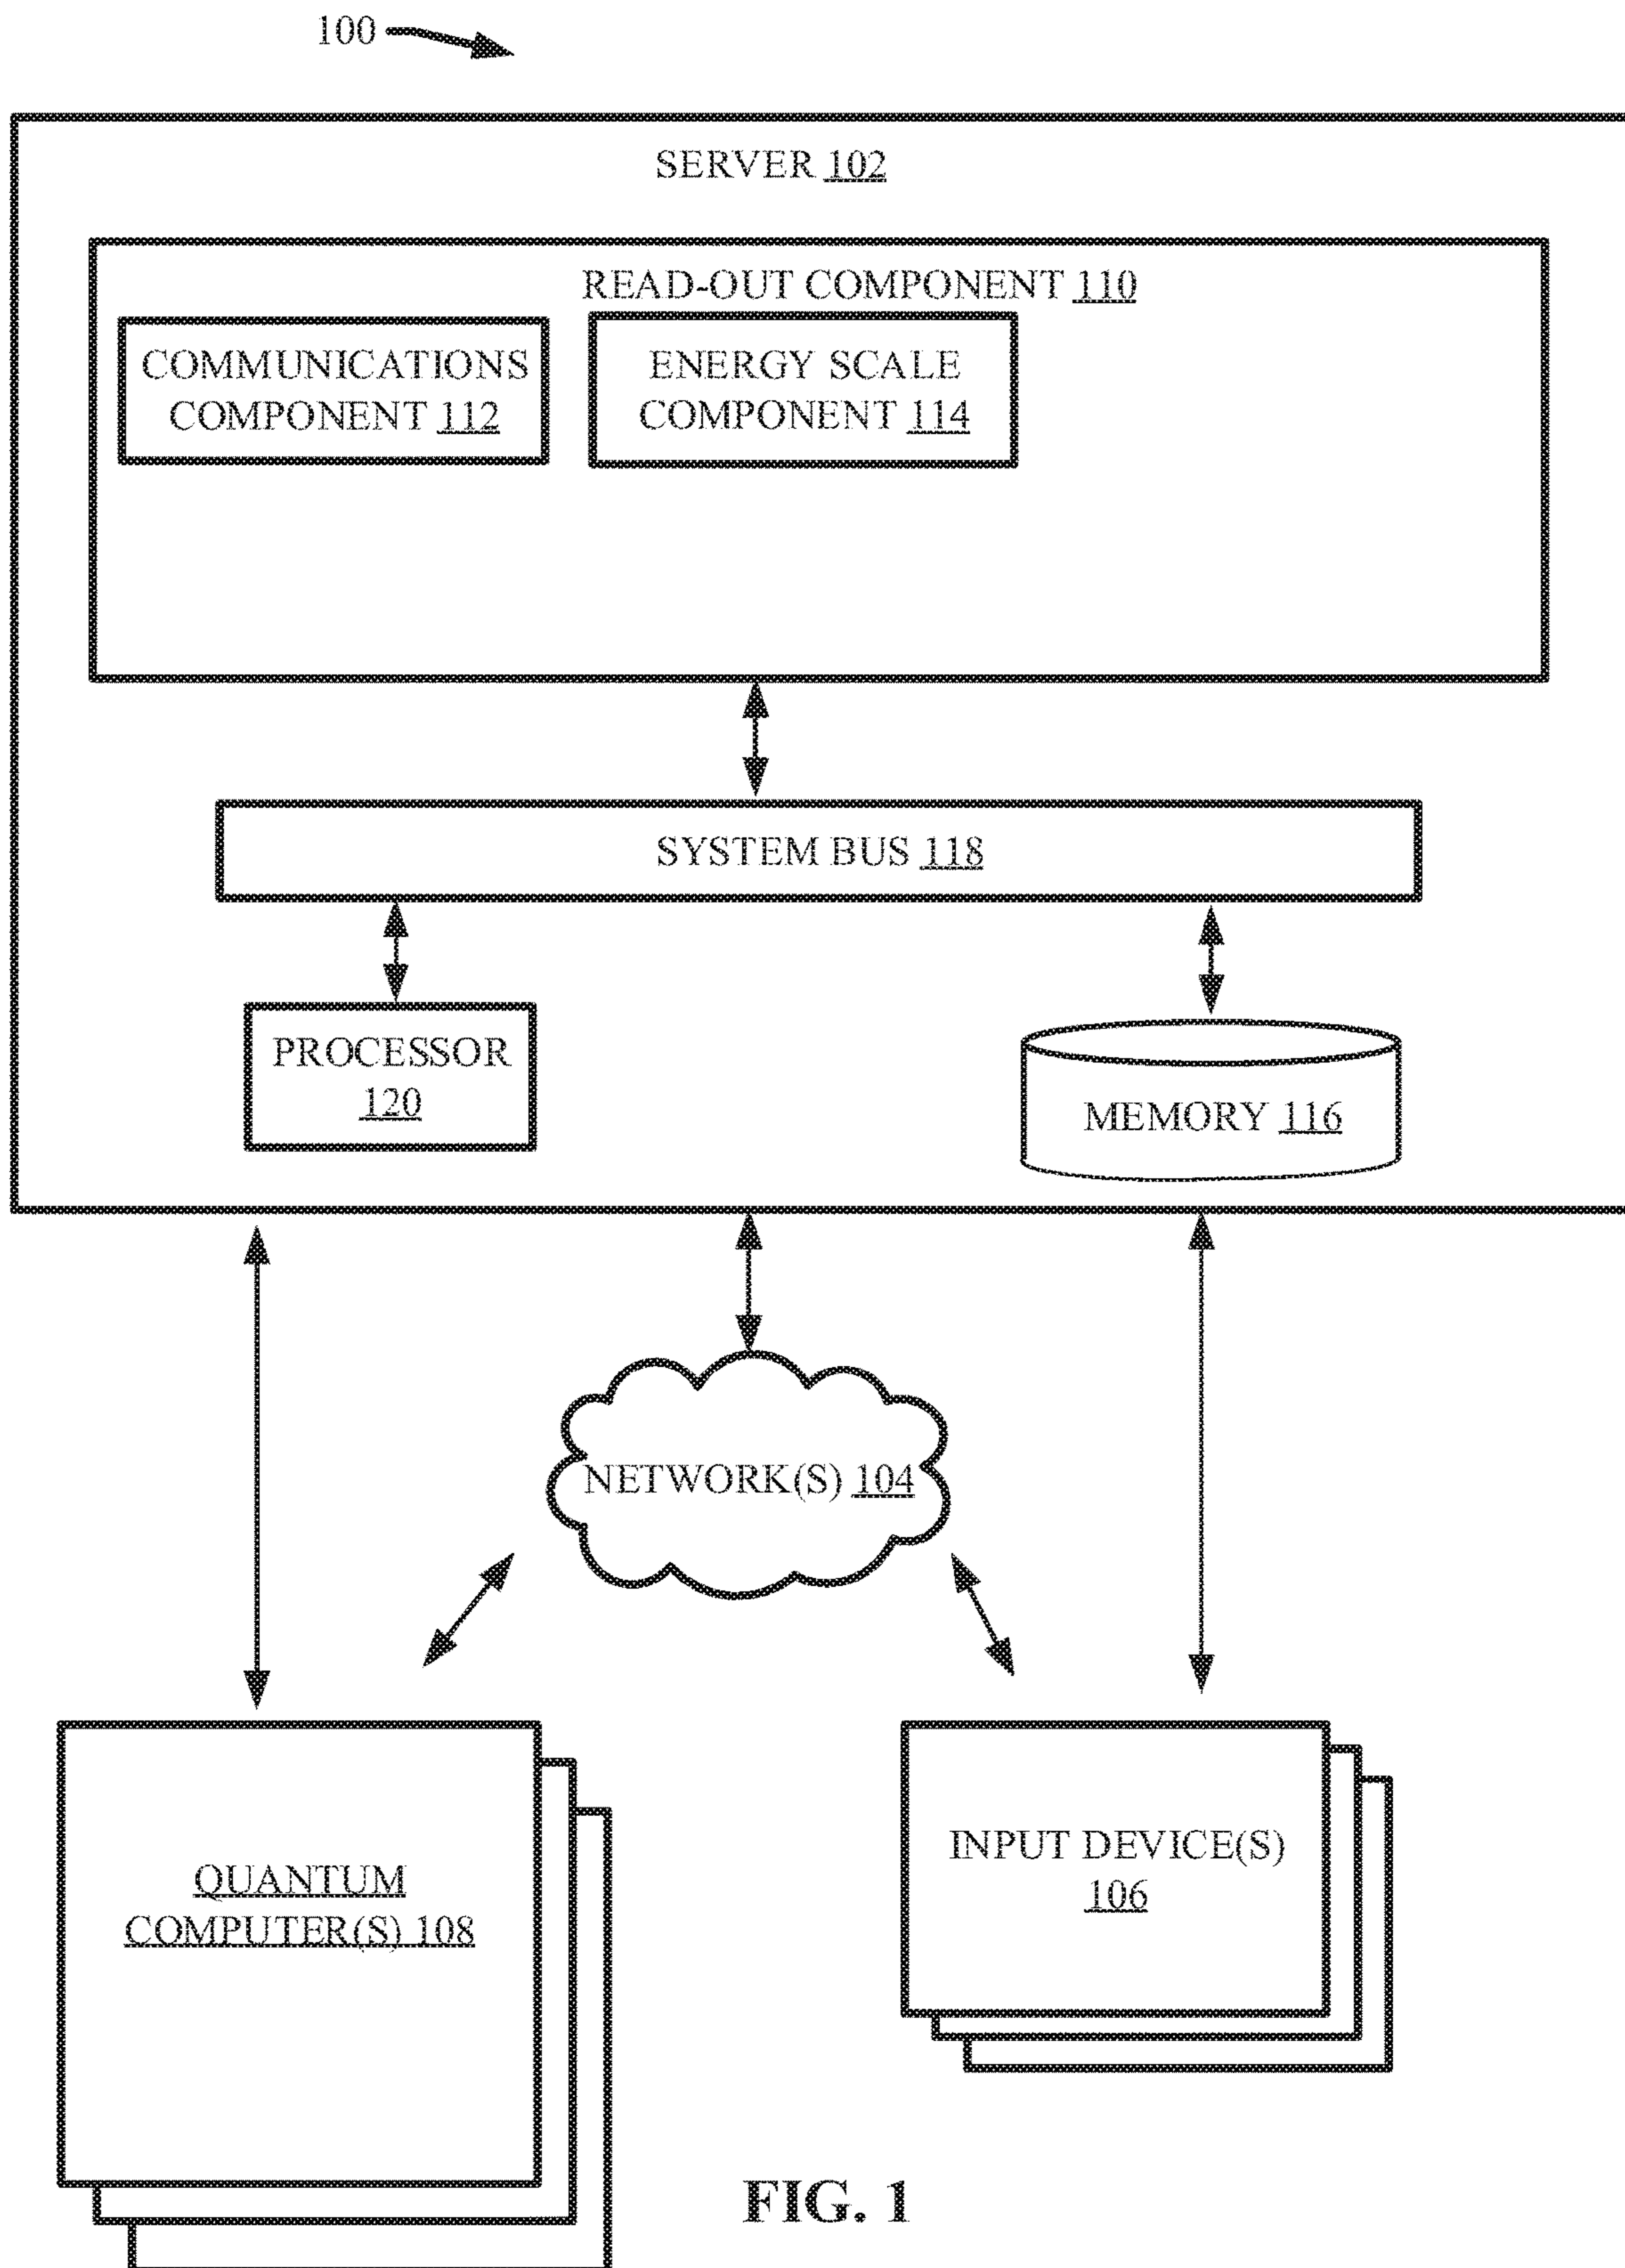 100
SERVER 102
READ-OUT COMPONENT 110
COMMUNICATIONS
COMPONENT 112
ENERGY SCALE
COMPONENT 114
SYSTEM BUS 118
PROCESSOR
120
MEMORY 116
NETWORK(S) 104
QUANTUM
COMPUTER(S) 108
INPUT DEVICE(S)
106
FIG. 1